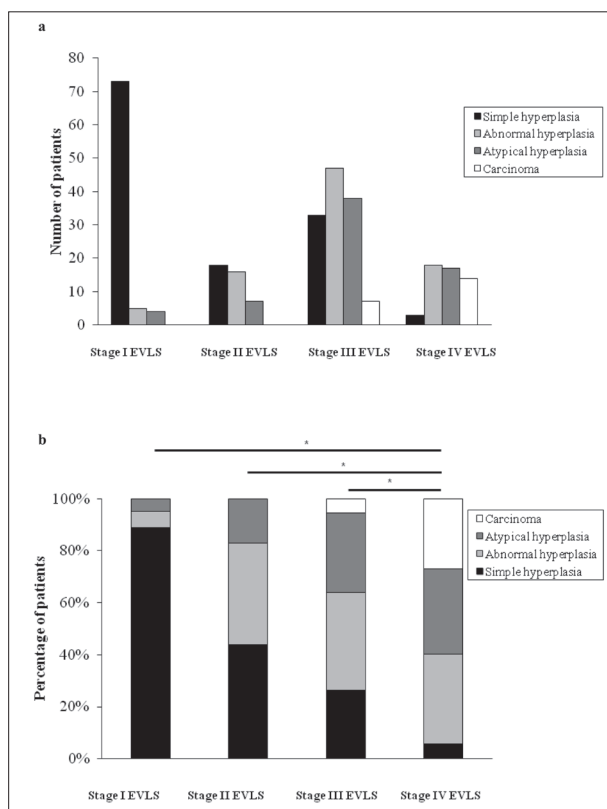 a
80
70
60
50
40
30
20
10
0
Number of patients
Simple hyperplasia
Abnormal hyperplasia
Atypical hyperplasia
Carcinoma
Stage I EVLS Stage II EVLS Stage III EVLS Stage IV EVLS
b
*
*
*
100%
80%
60%
40%
20%
0%
Percentage of patients
Carcinoma
Atypical hyperplasia
Abnormal hyperplasia
Simple hyperplasia
Stage I EVLS Stage II EVLS Stage III EVLS Stage IV EVLS